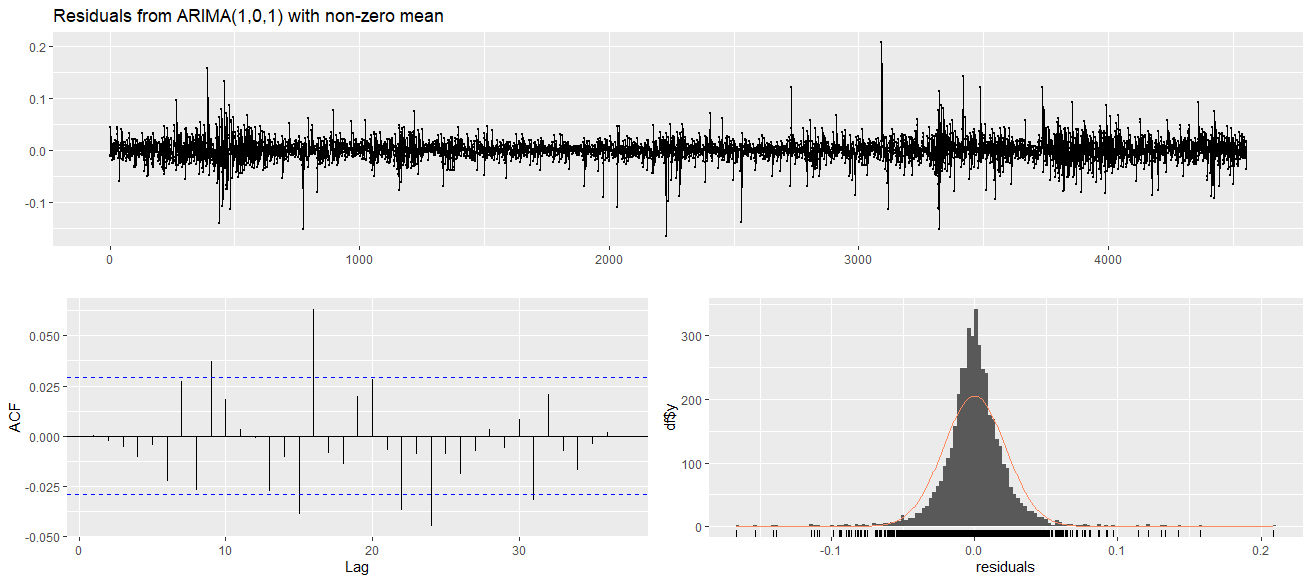 Residuals from ARIMA(1,0,1) with non-zero mean
0.2
0.1
0.0
-0.1
0 1000 2000 3000 4000
ACF
0.050
0.025
0.000
-0.025
-0.050
0 10 20 30
Lag
df$y
300
200
100
0
-0.1 0.0 0.1 0.2
residuals